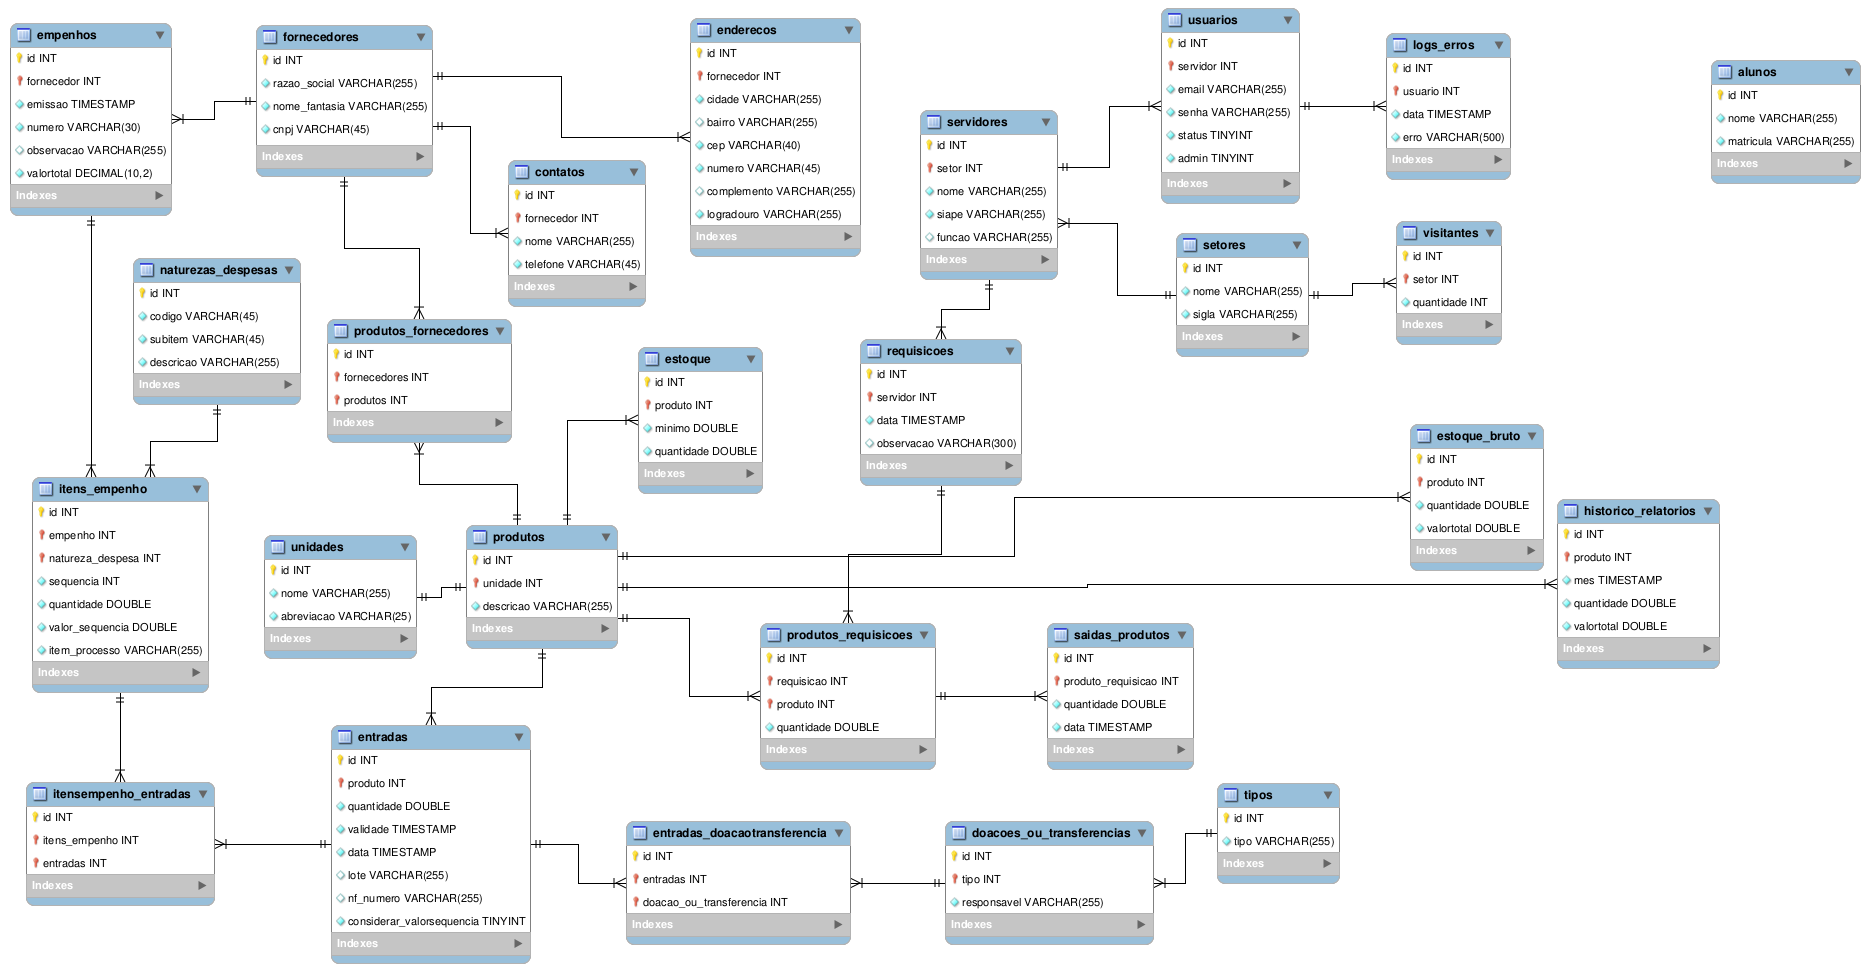 empenhos
id INT
fornecedor INT
emissao TIMESTAMP
numero VARCHAR(30)
observacao VARCHAR(255)
valortotal DECIMAL(10,2)
Indexes
fornecedores
id INT
razao_social VARCHAR(255)
nome_fantasia VARCHAR(255)
cnpj VARCHAR(45)
Indexes
enderecos
id INT
fornecedor INT
cidade VARCHAR(255)
bairro VARCHAR(255)
cep VARCHAR(40)
numero VARCHAR(45)
complemento VARCHAR(255)
logradouro VARCHAR(255)
Indexes
contatos
id INT
fornecedor INT
nome VARCHAR(255)
telefone VARCHAR(45)
Indexes
servidores
id INT
setor INT
nome VARCHAR(255)
siape VARCHAR(255)
funcao VARCHAR(255)
Indexes
usuarios
id INT
servidor INT
email VARCHAR(255)
senha VARCHAR(255)
status TINYINT
admin TINYINT
Indexes
logs_erros
id INT
usuario INT
data TIMESTAMP
erro VARCHAR(500)
Indexes
alunos
id INT
nome VARCHAR(255)
matricula VARCHAR(255)
Indexes
setores
id INT
nome VARCHAR(255)
sigla VARCHAR(255)
Indexes
visitantes
id INT
setor INT
quantidade INT
Indexes
naturezas_despesas
id INT
codigo VARCHAR(45)
subitem VARCHAR(45)
descricao VARCHAR(255)
Indexes
produtos_fornecedores
id INT
fornecedores INT
produtos INT
Indexes
estoque
id INT
produto INT
minimo DOUBLE
quantidade DOUBLE
Indexes
requisicoes
id INT
servidor INT
data TIMESTAMP
observacao VARCHAR(300)
Indexes
estoque_bruto
id INT
produto INT
quantidade DOUBLE
valortotal DOUBLE
Indexes
historico_relatorios
id INT
produto INT
mes TIMESTAMP
quantidade DOUBLE
valortotal DOUBLE
Indexes
itens_empenho
id INT
empenho INT
natureza_despesa INT
sequencia INT
quantidade DOUBLE
valor_sequencia DOUBLE
item_processo VARCHAR(255)
Indexes
unidades
id INT
nome VARCHAR(255)
abreviacao VARCHAR(25)
Indexes
produtos
id INT
unidade INT
descricao VARCHAR(255)
Indexes
produtos_requisicoes
id INT
requisicao INT
produto INT
quantidade DOUBLE
Indexes
saidas_produtos
id INT
produto_requisicao INT
quantidade DOUBLE
data TIMESTAMP
Indexes
itensempenho_entradas
id INT
itens_empenho INT
entradas INT
Indexes
entradas
id INT
produto INT
quantidade DOUBLE
validade TIMESTAMP
data TIMESTAMP
lote VARCHAR(255)
nf_numero VARCHAR(255)
considerar_valorsequencia TINYINT
Indexes
entradas_doacaotransferencia
id INT
entradas INT
doacao_ou_transferencia INT
Indexes
doacoes_ou_transferencias
id INT
tipo INT
responsavel VARCHAR(255)
Indexes
tipos
id INT
tipo VARCHAR(255)
Indexes